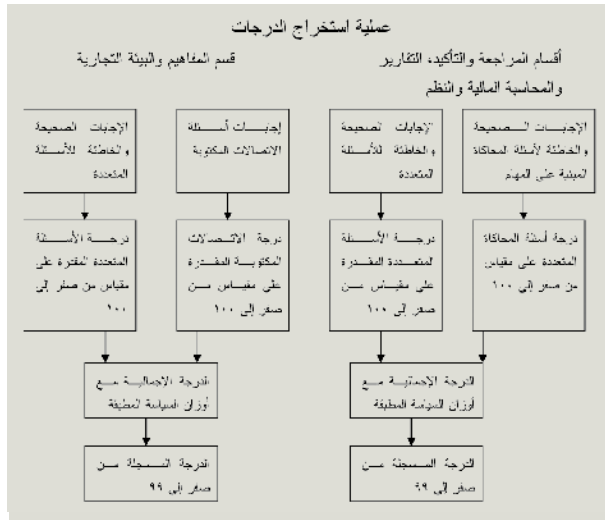 عملية استخراج الدرجات
أقسام المراجعة والتأكيد، التقارير
والمحاسبة المالية والنظم
قسم المفاهيم والبيئة التجارية
الإجابات الصحيحة
والخاطئة لأمثلة المحاكاة
المبنية على المهام
الإجابات الصحيحة
والخاطئة للأسئلة
المتعددة
إجابات أسئلة
الاتصالات المكتوبة
الإجابات الصحيحة
والخاطئة للأسئلة
المتعددة
درجة أمثلة المحاكاة
المتعددة على مقياس
من صفر إلى ١٠٠
درجة الأسئلة
المتعددة المقدرة
على مقياس من
صفر إلى ١٠٠
درجة الاتصالات
المكتوبة المقدرة
على مقياس من
صفر إلى ١٠٠
درجة الأسئلة
المتعددة المقدرة على
مقياس من صفر إلى
١٠٠
الدرجة الإجمالية مع
أوزان السياسة المطبقة
الدرجة الاجمالية مع
أوزان السياسة المطبقة
الدرجة المسجلة من
صفر إلى ٩٩
الدرجة المسجلة من
صفر إلى ٩٩